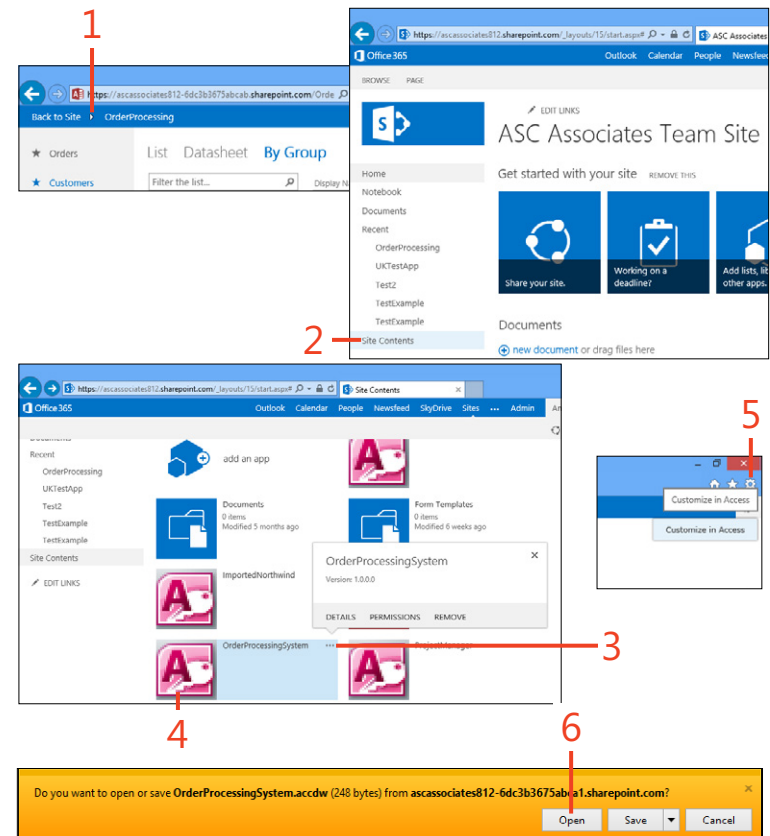 1
https://ascassociates812-6dc3b3675abcab.sharepoint.com/Orde
Back to Site OrderProcessing
Orders
Customers
List Datasheet By Group
Filter the list...
https://ascassociates812.sharepoint.com/_layouts/15/start.aspx#
ASC Associates
Office 365
Outlook Calendar People Newsfeed
BROWSE PAGE
EDIT LINKS
ASC Associates Team Site
Get started with your site REMOVE THIS
Home
Notebook
Documents
Recent
OrderProcessing
UKTestApp
Test2
TestExample
TestExample
Site Contents
Share your site.
Working on a
deadline?
Add lists, lib
other apps.
Documents
new document or drag files here
2
https://ascassociates812.sharepoint.com/_layouts/15/start.aspx#
Site Contents
Office 365
Outlook Calendar People Newsfeed SkyDrive Sites ... Admin
Recent
OrderProcessing
UKTestApp
Test2
TestExample
TestExample
Site Contents
EDIT LINKS
add an app
Documents
0 items
Modified 5 months ago
Form Templates
0 items
Modified 6 weeks ago
ImportedNorthwind
OrderProcessingSystem
Version: 1.0.0.0
DETAILS PERMISSIONS REMOVE
OrderProcessingSystem ...
ProjectManager
3
4
5
Customize in Access
Customize in Access
6
Do you want to open or save OrderProcessingSystem.accdw (248 bytes) from ascassociates812-6dc3b3675abca1.sharepoint.com?
Open Save Cancel